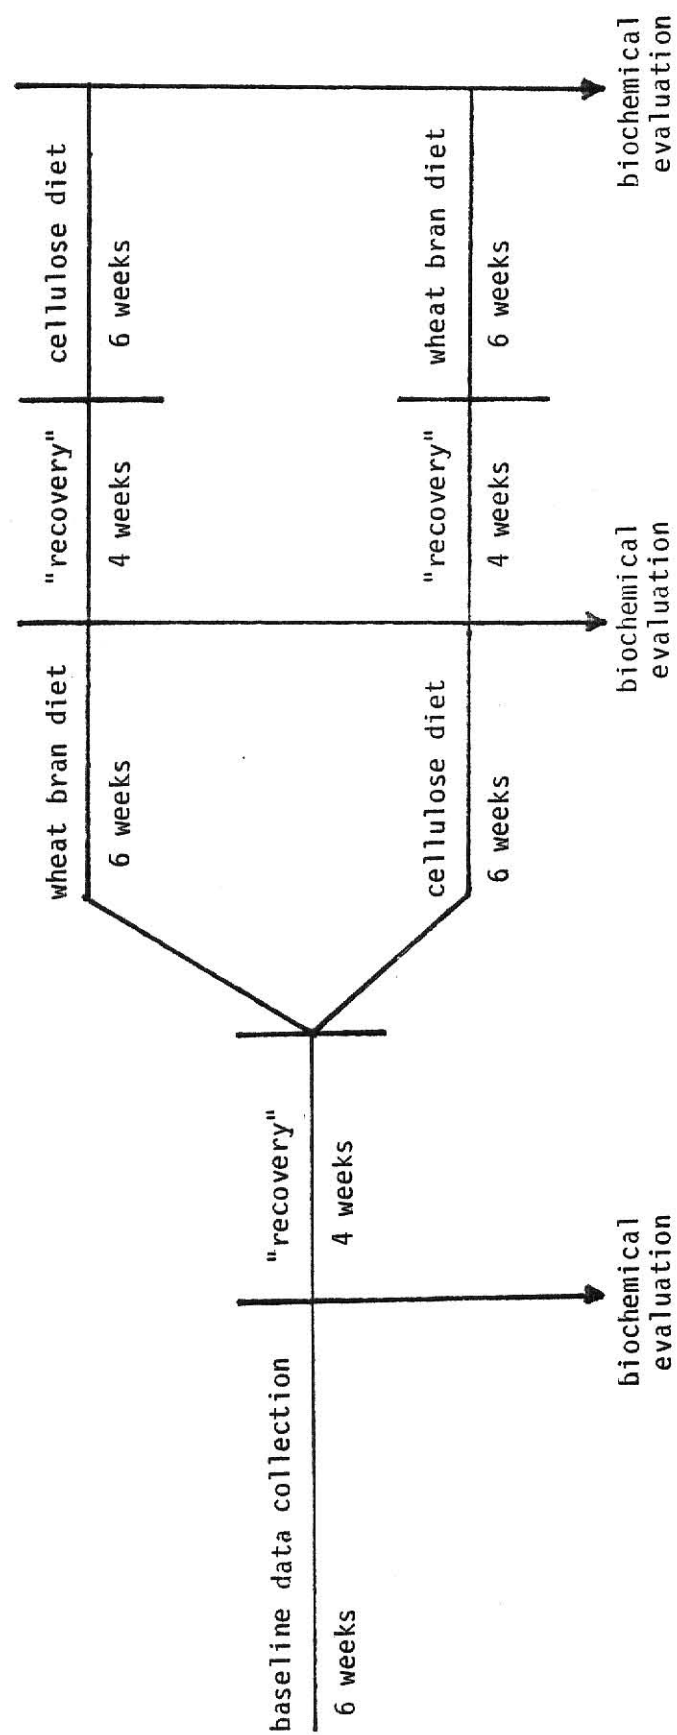 baseline data collection
6 weeks
"recovery"
4 weeks
wheat bran diet
6 weeks
"recovery"
4 weeks
cellulose diet
6 weeks
cellulose diet
6 weeks
"recovery"
4 weeks
wheat bran diet
6 weeks
biochemical
evaluation
biochemical
evaluation
biochemical
evaluation